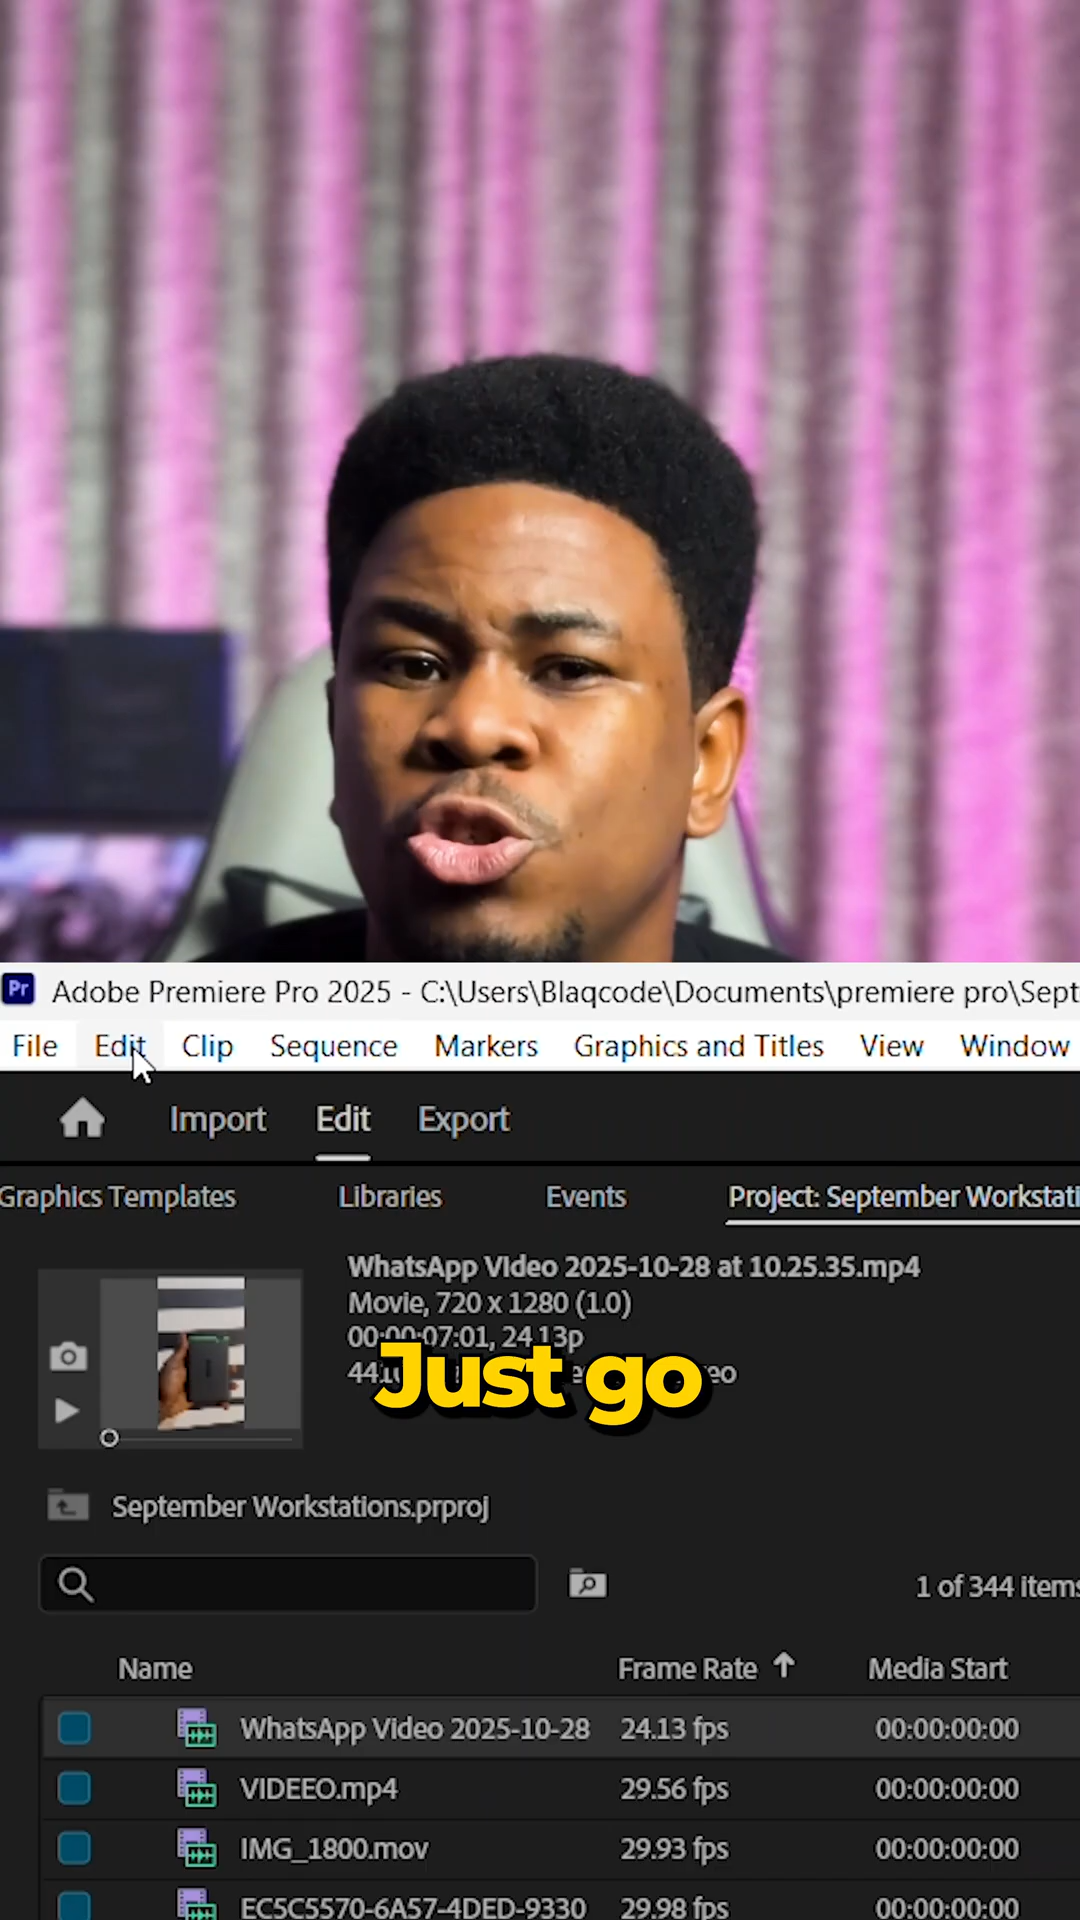 Pr Adobe Premiere Pro 2025 - C:\Users\Blaqcode\Documents\premiere pro\Sept
File Edit Clip Sequence Markers Graphics and Titles View Window
Import Edit Export
Graphics Templates Libraries Events Project: September Workstati
WhatsApp Video 2025-10-28 at 10.25.35.mp4
Movie, 720 x 1280 (1.0)
00:00:07:01, 24.13p
Just go
September Workstations.prproj
1 of 344 items
Name Frame Rate Media Start
WhatsApp Video 2025-10-28 24.13 fps 00:00:00:00
VIDEEO.mp4 29.56 fps 00:00:00:00
IMG_1800.mov 29.93 fps 00:00:00:00
EC5C5570-6A57-4DED-9330 29.98 fps 00:00:00:00